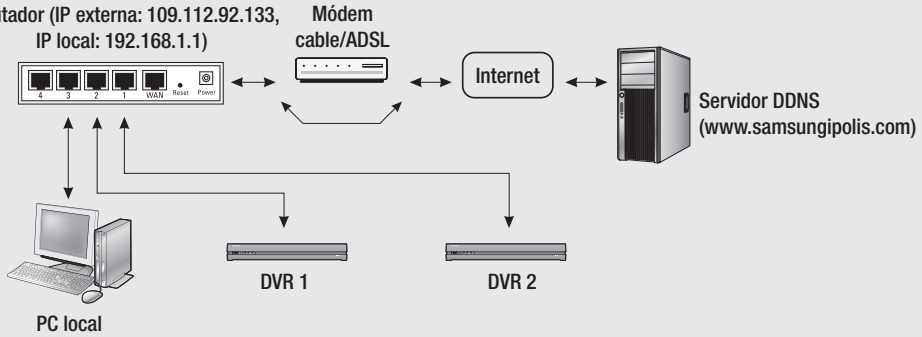 utador (IP externa: 109.112.92.133,
IP local: 192.168.1.1)
Módem
cable/ADSL
Internet
Servidor DDNS
(www.samsungipolis.com)
4 3 2 1 WAN Reset Power
DVR 1
DVR 2
PC local